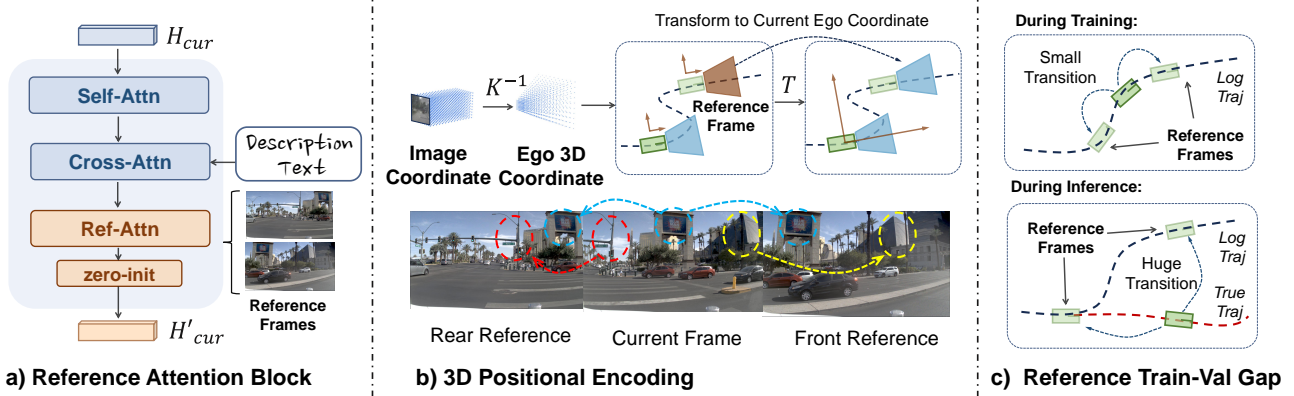 H_cur
Self-Attn
Cross-Attn
Description
Text
Ref-Attn
zero-init
Reference
Frames
H'_cur
a) Reference Attention Block
Transform to Current Ego Coordinate
K^{-1}
T
Reference
Frame
Image
Coordinate
Ego 3D
Coordinate
Rear Reference
Current Frame
Front Reference
b) 3D Positional Encoding
During Training:
Small
Transition
Log
Traj
Reference
Frames
During Inference:
Reference
Frames
Log
Traj
Huge
Transition
True
Traj
c) Reference Train-Val Gap